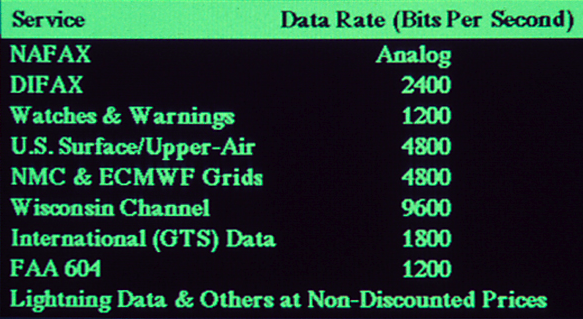 Service Data Rate (Bits Per Second)
NAFAX Analog
DIFAX 2400
Watches & Warnings 1200
U.S. Surface/Upper-Air 4800
NMC & ECMWF Grids 4800
Wisconsin Channel 9600
International (GTS) Data 1800
FAA 604 1200
Lightning Data & Others at Non-Discounted Prices